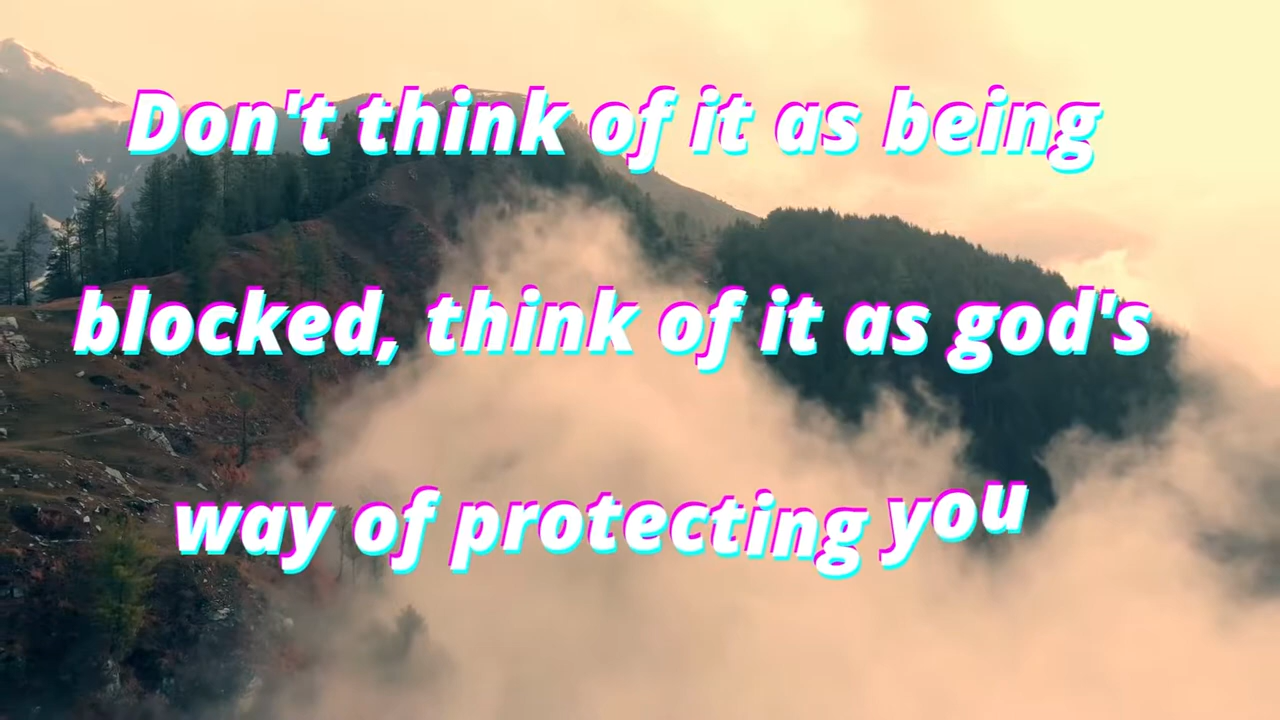 Don't think of it as being
blocked, think of it as god's
way of protecting you